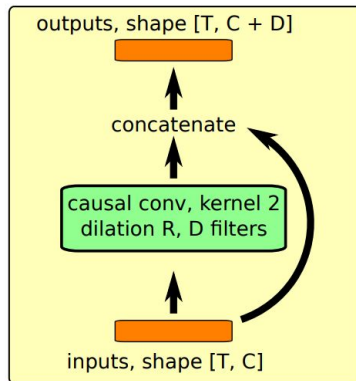 outputs, shape [T, C + D]
concatenate
causal conv, kernel 2
dilation R, D filters
inputs, shape [T, C]